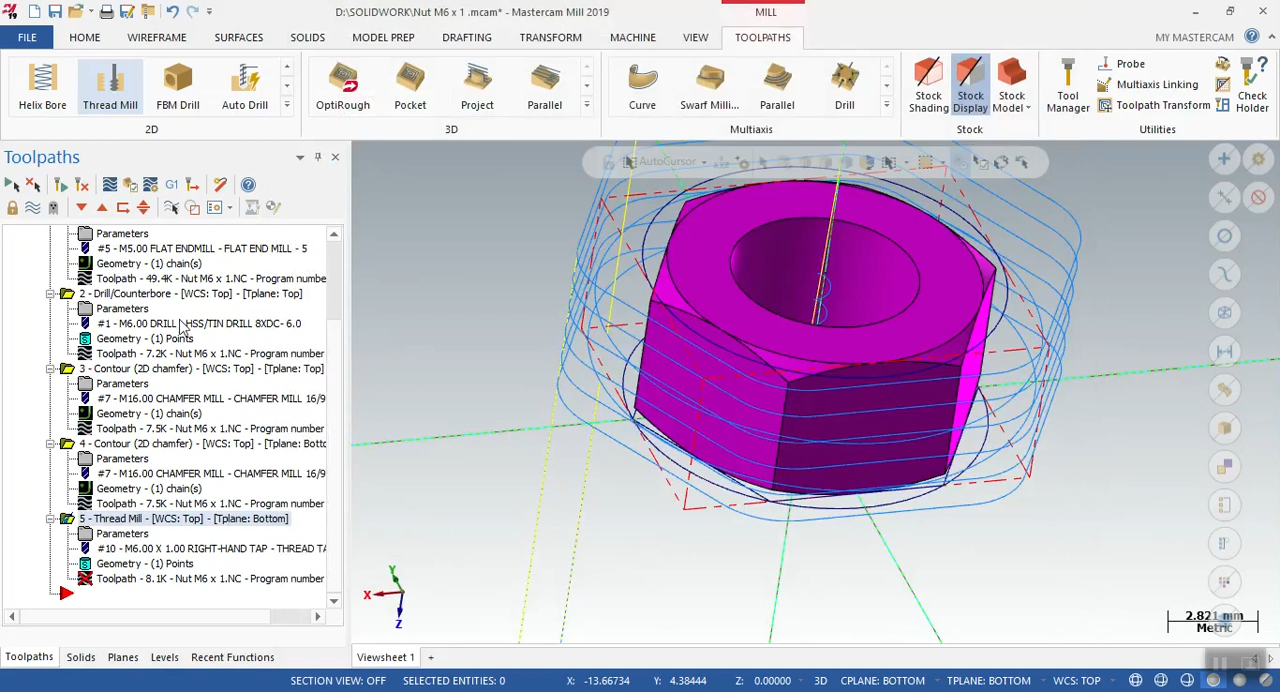 D:\SOLIDWORK\Nut M6 x 1 .mcam* - Mastercam Mill 2019
MILL
FILE
HOME
WIREFRAME
SURFACES
SOLIDS
MODEL PREP
DRAFTING
TRANSFORM
MACHINE
VIEW
TOOLPATHS
MY MASTERCAM
Helix Bore
Thread Mill
FBM Drill
Auto Drill
OptiRough
Pocket
Project
Parallel
Curve
Swarf Milli...
Parallel
Drill
Stock Shading
Stock Display
Stock Model
Tool Manager
Probe
Multiaxis Linking
Toolpath Transform
Check Holder
2D
3D
Multiaxis
Stock
Utilities
Toolpaths
G1
AutoCursor
Parameters
#5 - M5.00 FLAT ENDMILL - FLAT END MILL - 5
Geometry - (1) chain(s)
Toolpath - 49.4K - Nut M6 x 1.NC - Program numbe
2 - Drill/Counterbore - [WCS: Top] - [Tplane: Top]
Parameters
#1 - M6.00 DRILL - HSS/TIN DRILL 8XDC- 6.0
Geometry - (1) Points
Toolpath - 7.2K - Nut M6 x 1.NC - Program number
3 - Contour (2D chamfer) - [WCS: Top] - [Tplane: Top]
Parameters
#7 - M16.00 CHAMFER MILL - CHAMFER MILL 16/9
Geometry - (1) chain(s)
Toolpath - 7.5K - Nut M6 x 1.NC - Program number
4 - Contour (2D chamfer) - [WCS: Top] - [Tplane: Botto
Parameters
#7 - M16.00 CHAMFER MILL - CHAMFER MILL 16/9
Geometry - (1) chain(s)
Toolpath - 7.5K - Nut M6 x 1.NC - Program number
5 - Thread Mill - [WCS: Top] - [Tplane: Bottom]
Parameters
#10 - M6.00 X 1.00 RIGHT-HAND TAP - THREAD TA
Geometry - (1) Points
Toolpath - 8.1K - Nut M6 x 1.NC - Program number
Y
X
Z
2.821 mm
Metric
Toolpaths
Solids
Planes
Levels
Recent Functions
Viewsheet 1
+
SECTION VIEW: OFF
SELECTED ENTITIES: 0
X: -13.66734
Y: 4.38444
Z: 0.00000
3D
CPLANE: BOTTOM
TPLANE: BOTTOM
WCS: TOP